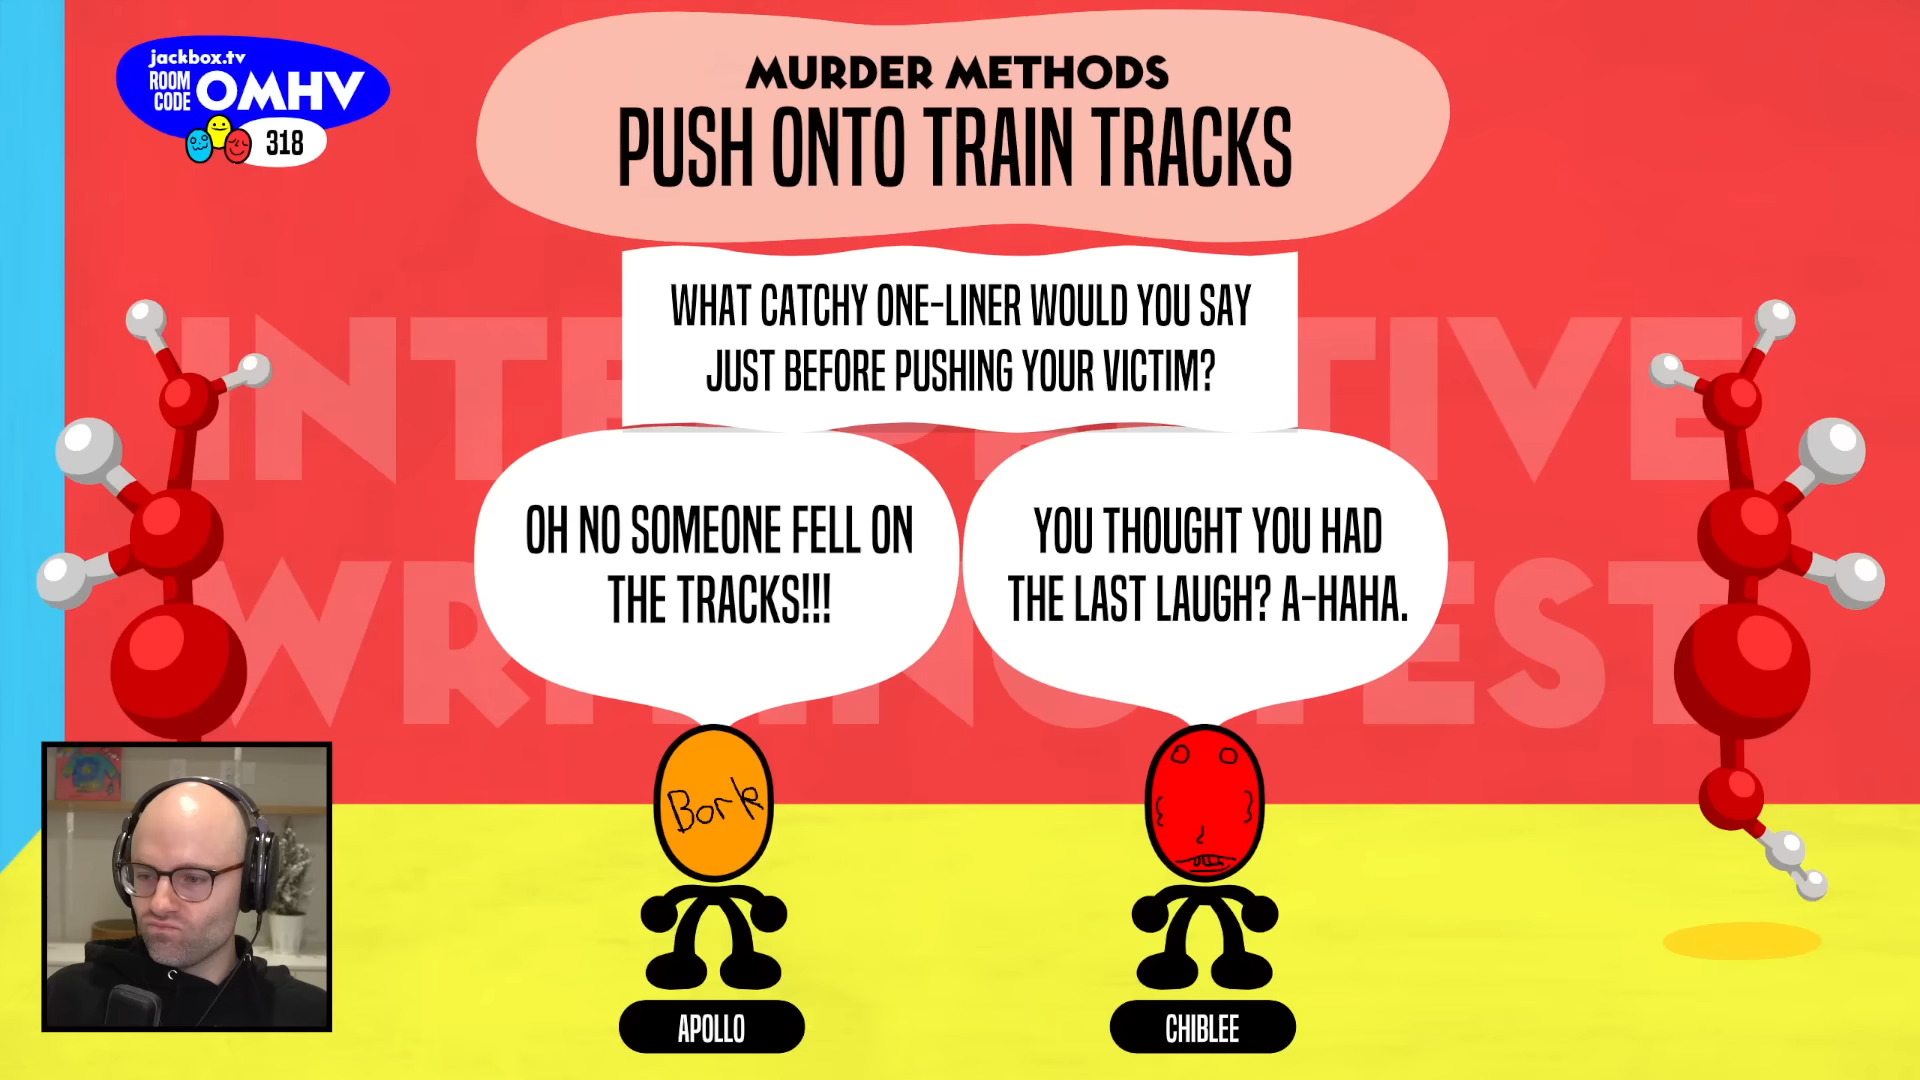 jackbox.tv
ROOM CODE OMHV
318
MURDER METHODS
PUSH ONTO TRAIN TRACKS
WHAT CATCHY ONE-LINER WOULD YOU SAY
JUST BEFORE PUSHING YOUR VICTIM?
OH NO SOMEONE FELL ON
THE TRACKS!!!
YOU THOUGHT YOU HAD
THE LAST LAUGH? A-HAHA.
Bork
APOLLO
CHIBLEE